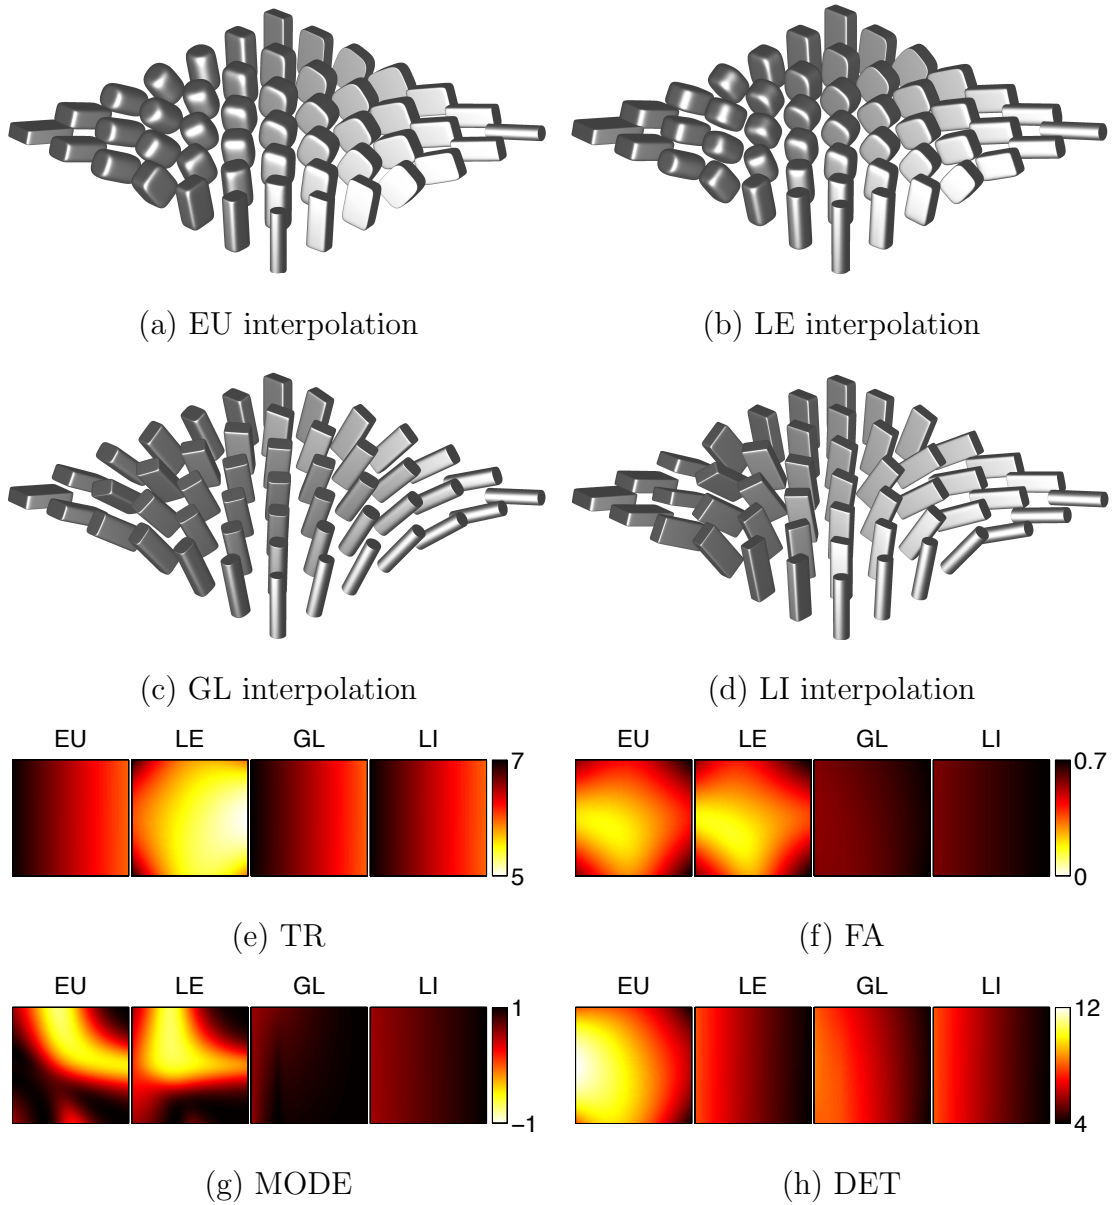 (a) EU interpolation
(b) LE interpolation
(c) GL interpolation
(d) LI interpolation
EU LE GL LI
7
5
EU LE GL LI
0.7
0
(e) TR
(f) FA
EU LE GL LI
1
−1
EU LE GL LI
12
4
(g) MODE
(h) DET